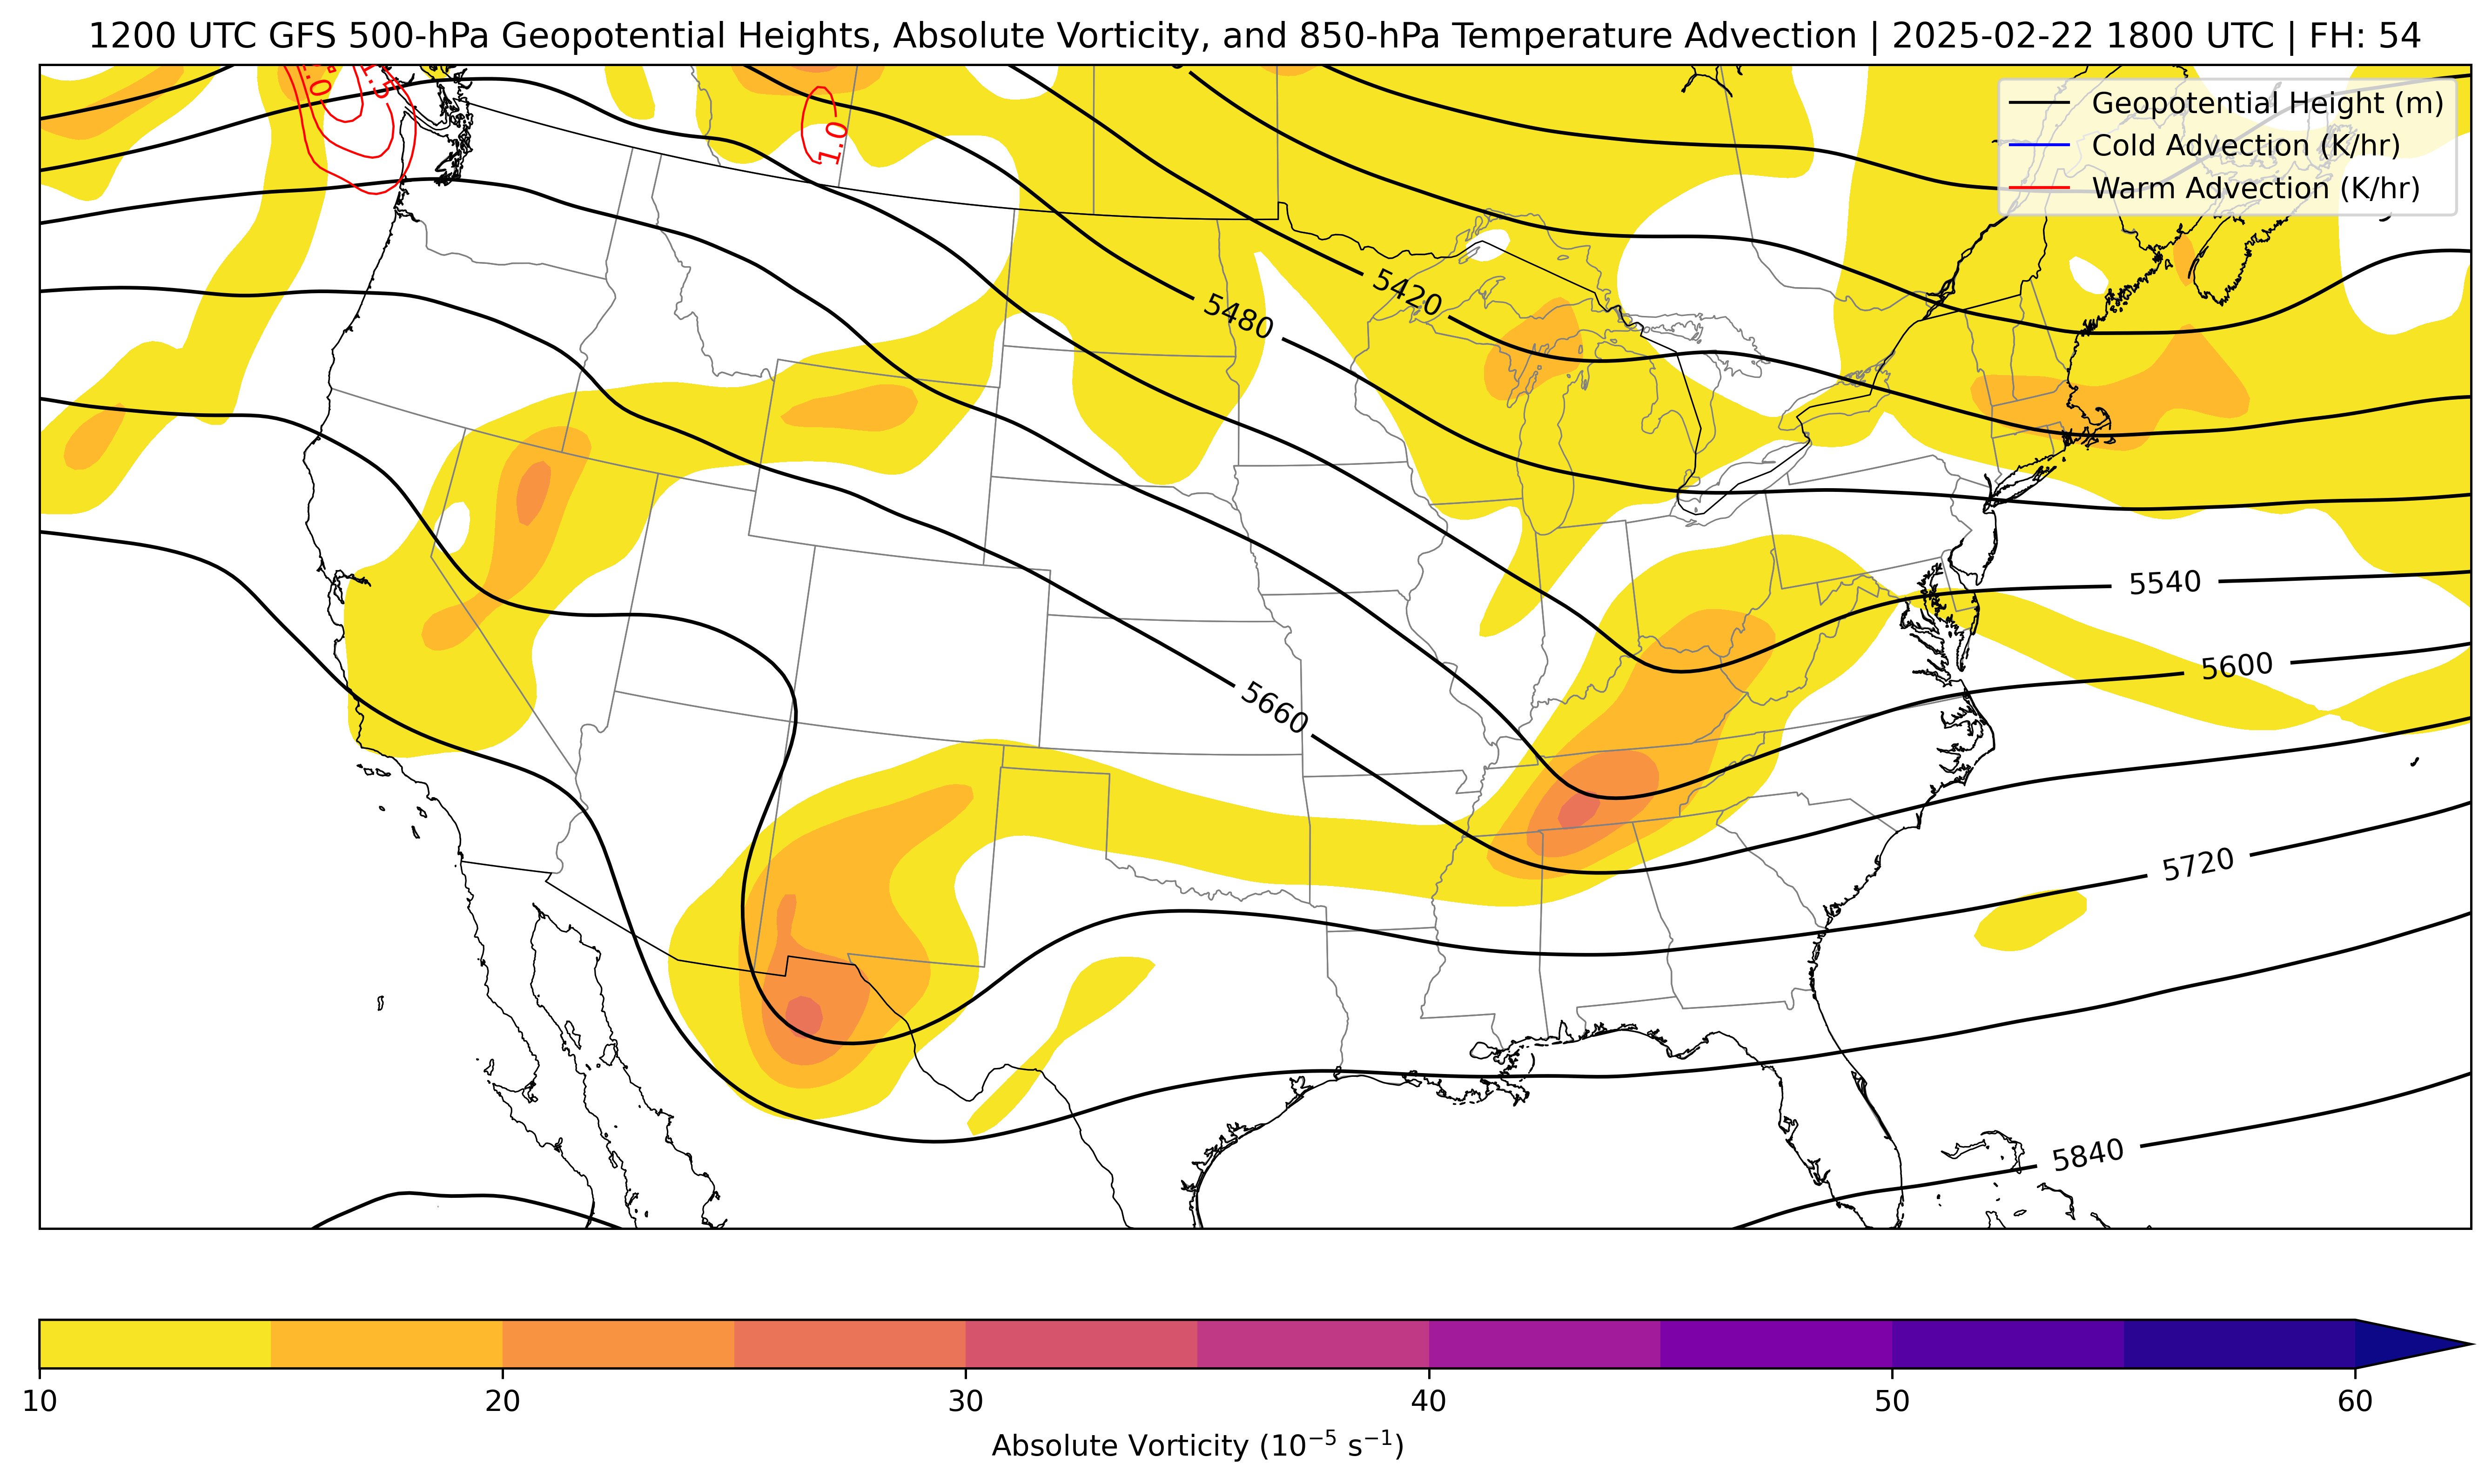 1200 UTC GFS 500-hPa Geopotential Heights, Absolute Vorticity, and 850-hPa Temperature Advection | 2025-02-22 1800 UTC | FH: 54
Geopotential Height (m)
Cold Advection (K/hr)
Warm Advection (K/hr)
1.5
1.0
5420
5480
5540
5600
5660
5720
5840
10 20 30 40 50 60
Absolute Vorticity (10⁻⁵ s⁻¹)